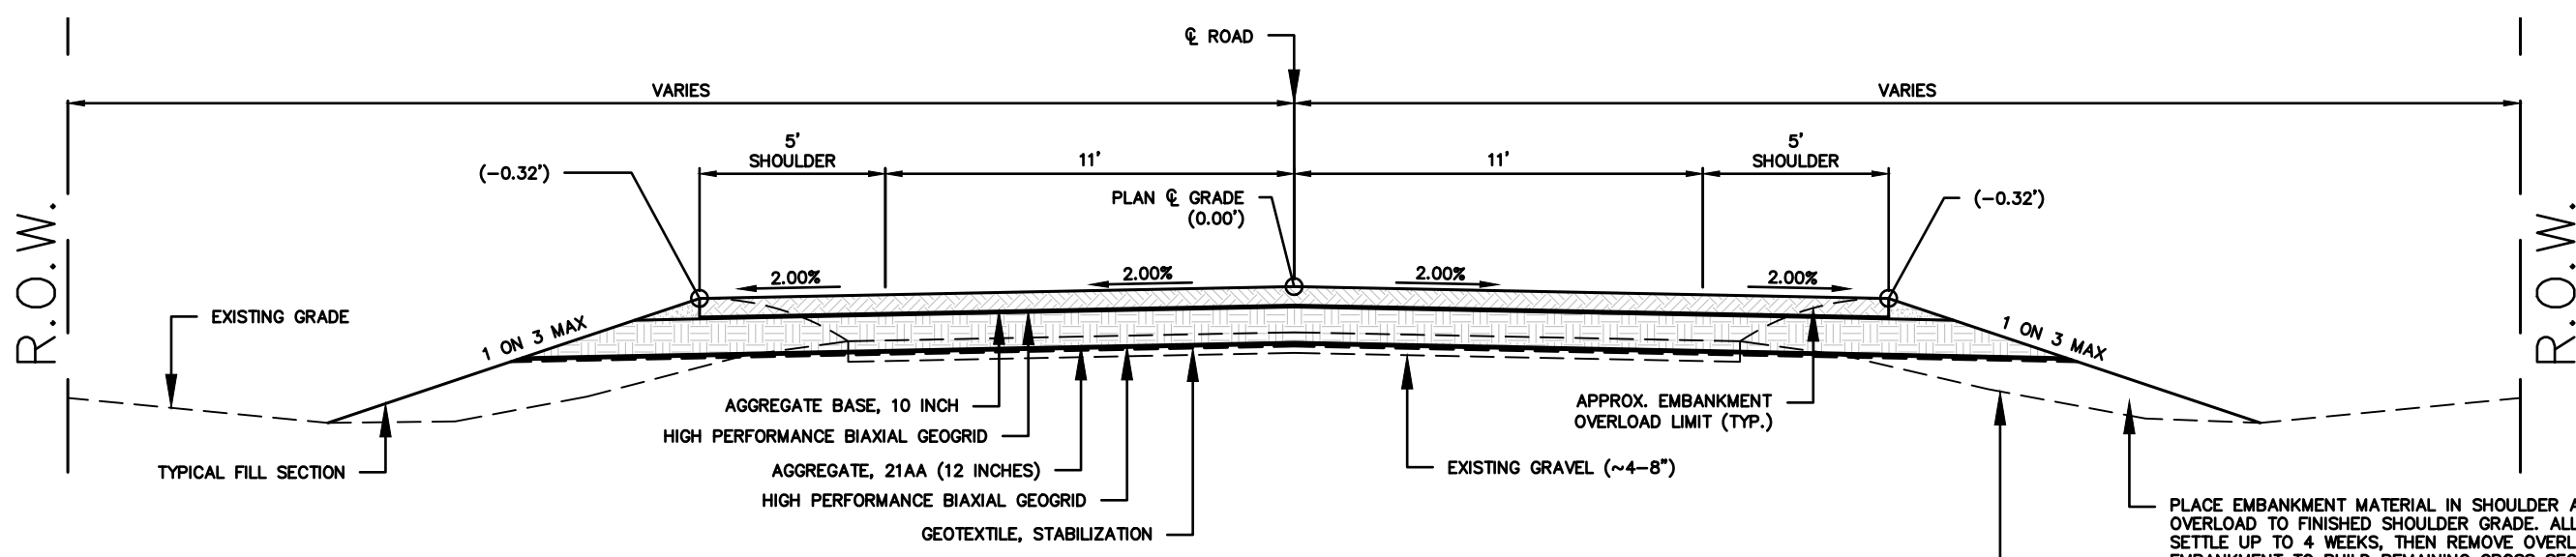 ℄ ROAD
VARIES
VARIES
5'
SHOULDER
11'
11'
5'
SHOULDER
(-0.32')
PLAN ℄ GRADE
(0.00')
(-0.32')
R.O.W.
R.O.W.
2.00%
2.00%
2.00%
2.00%
EXISTING GRADE
1 ON 3 MAX
1 ON 3 MAX
AGGREGATE BASE, 10 INCH
HIGH PERFORMANCE BIAXIAL GEOGRID
APPROX. EMBANKMENT
OVERLOAD LIMIT (TYP.)
TYPICAL FILL SECTION
AGGREGATE, 21AA (12 INCHES)
HIGH PERFORMANCE BIAXIAL GEOGRID
EXISTING GRAVEL (~4-8")
GEOTEXTILE, STABILIZATION
PLACE EMBANKMENT MATERIAL IN SHOULDER
OVERLOAD TO FINISHED SHOULDER GRADE.
SETTLE UP TO 4 WEEKS, THEN REMOVE